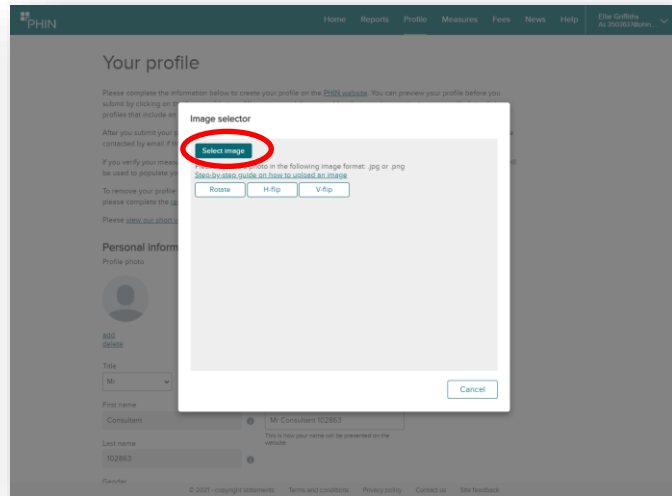 PHIN
Home Reports Profile Measures Fees News Help
Ellie Griffiths
Your profile
Please complete the information below to create your profile on the PHIN website. You can preview your profile before you
submit by clicking on the
profiles that include an
After you submit your p
contacted by email if th
If you verify your meas
be used to populate yo
To remove your profile
please complete the
Please view our short
Image selector
Select image
photo in the following image format: .jpg or .png
Step-by-step guide on how to upload an image
Rotate H-flip V-flip
Cancel
Personal inform
Profile photo
add
delete
Title
Mr
First name
Consultant
Mr Consultant 102863
This is how your name will be presented on the
website.
Last name
102863
Gender
© 2021 - copyright statements Terms and conditions Privacy policy Contact us Site feedback